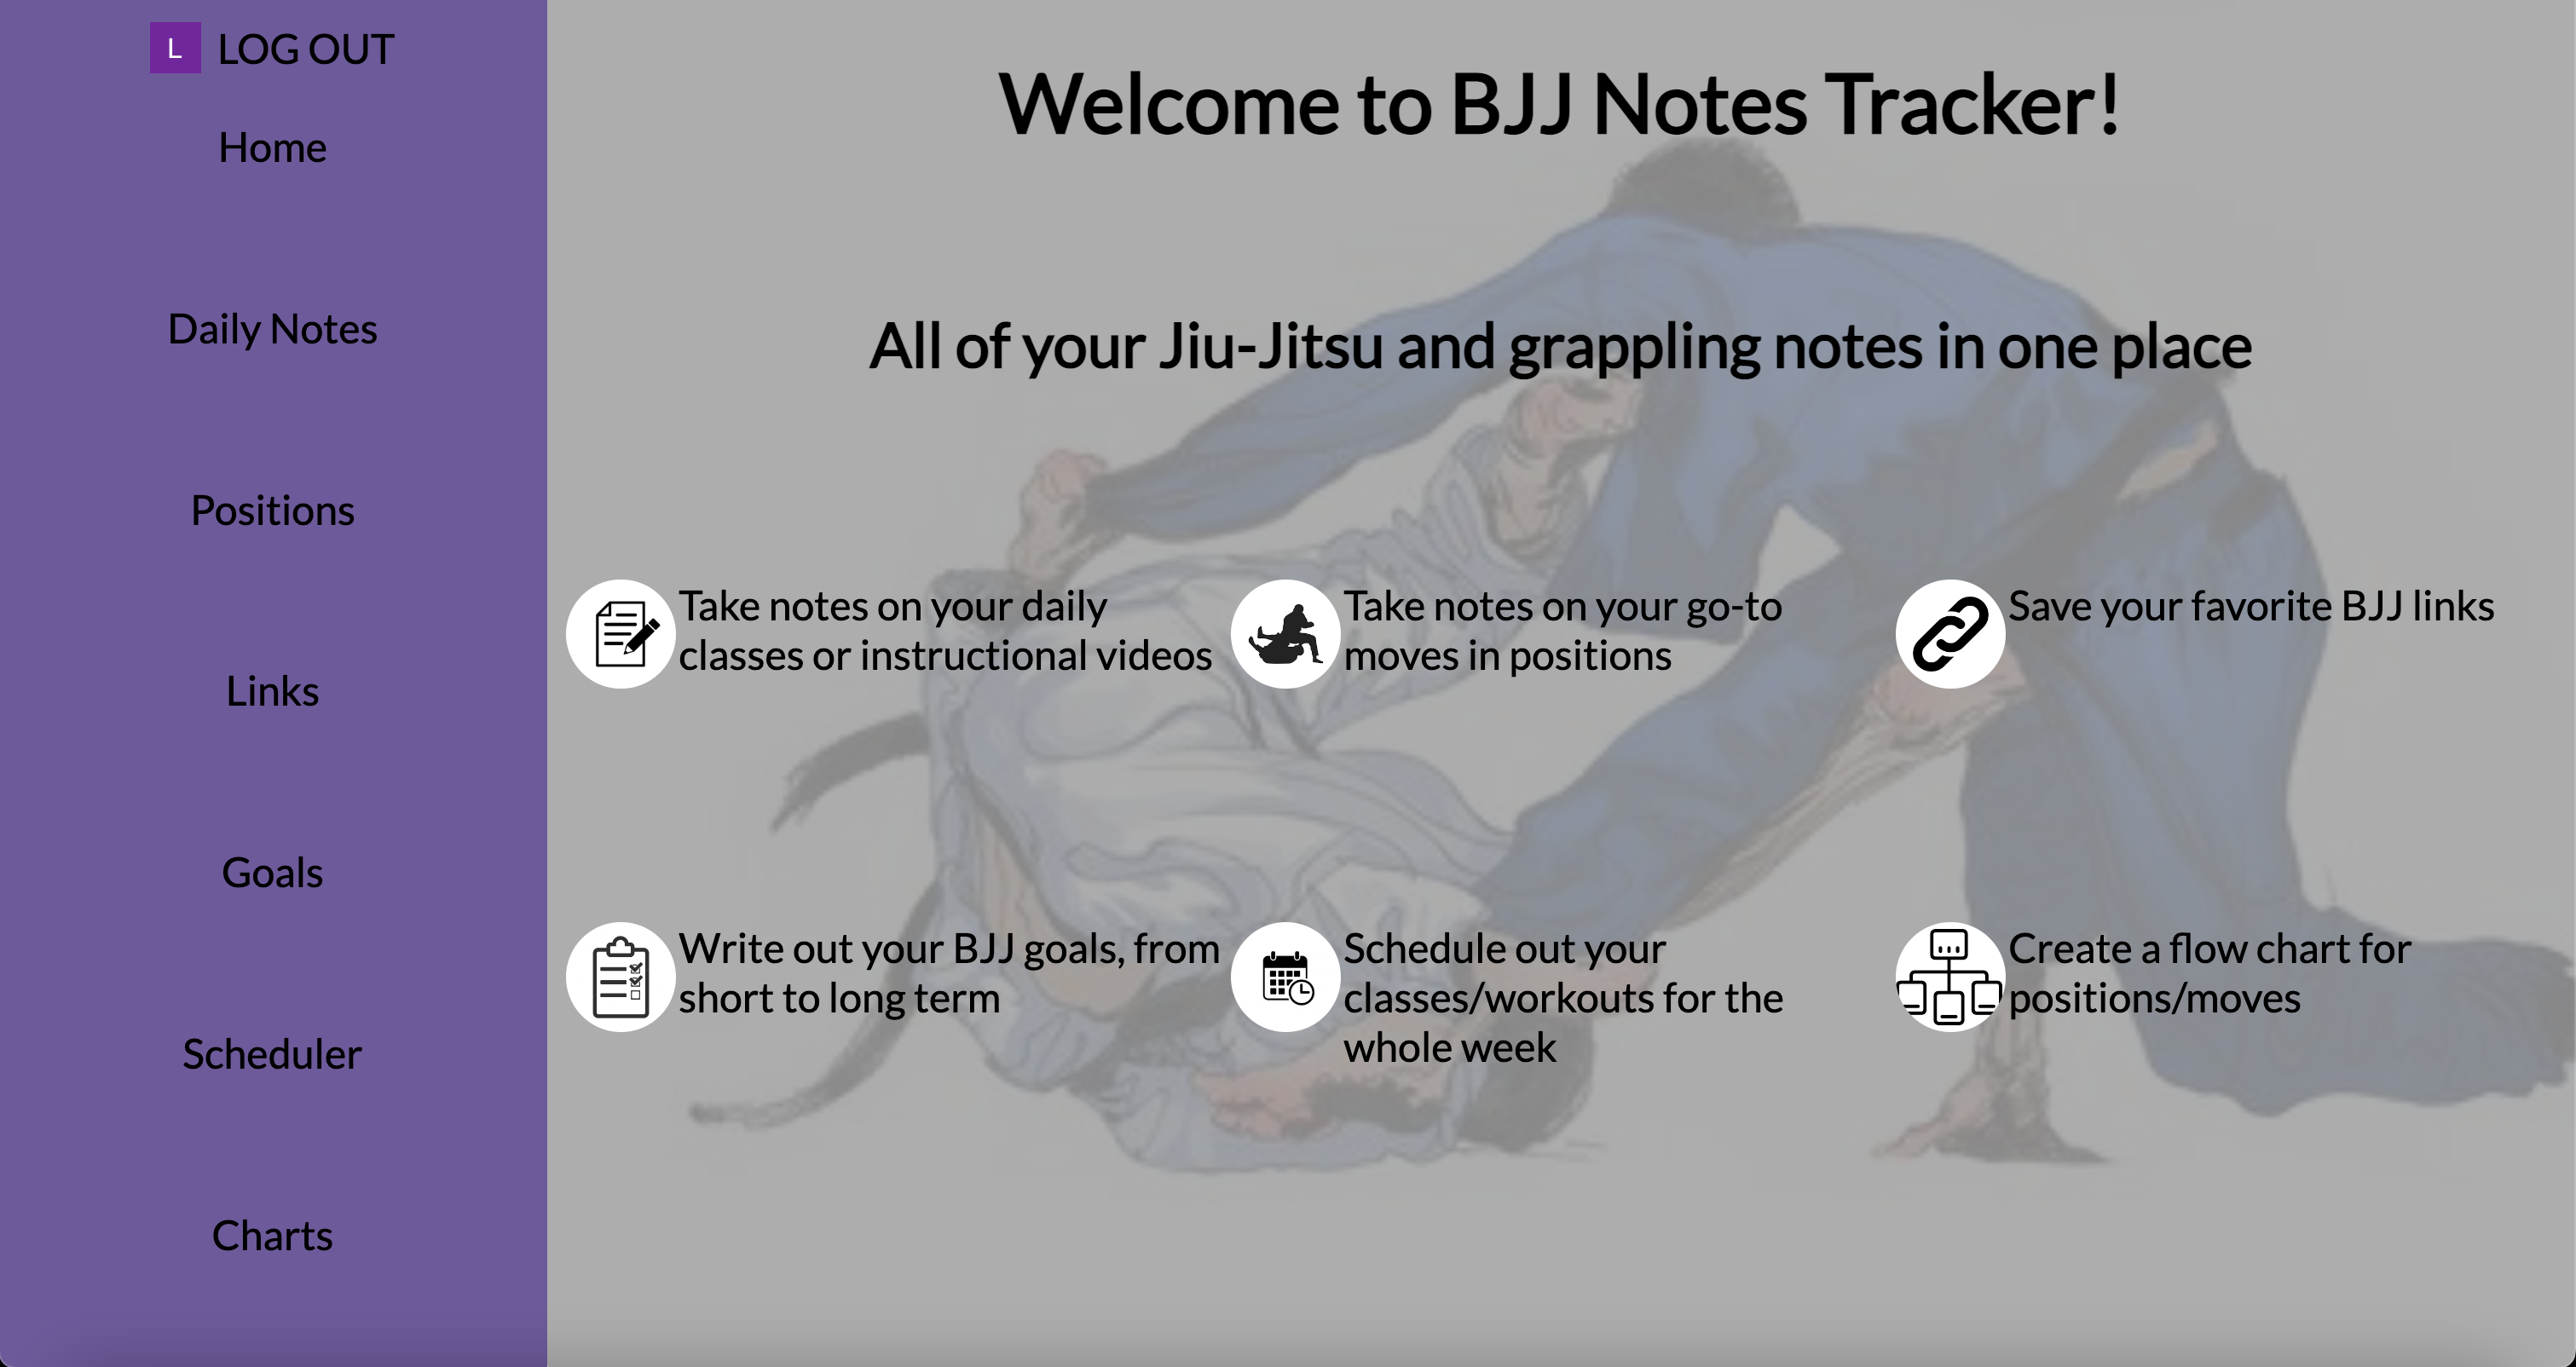 L LOG OUT
Home
Daily Notes
Positions
Links
Goals
Scheduler
Charts
Welcome to BJJ Notes Tracker!
All of your Jiu-Jitsu and grappling notes in one place
Take notes on your daily
classes or instructional videos
Take notes on your go-to
moves in positions
Save your favorite BJJ links
Write out your BJJ goals, from
short to long term
Schedule out your
classes/workouts for the
whole week
Create a flow chart for
positions/moves